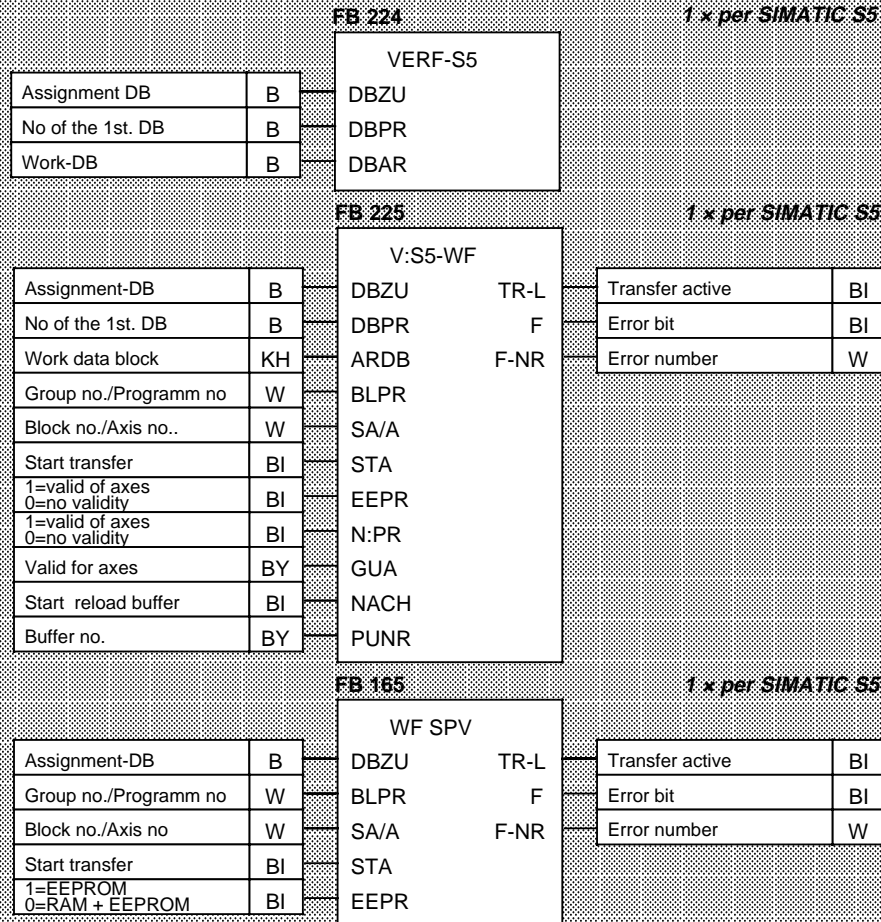 FB 224 1 × per SIMATIC S5
VERF-S5
Assignment DB B DBZU
No of the 1st. DB B DBPR
Work-DB B DBAR
FB 225 1 × per SIMATIC S5
V:S5-WF
Assignment-DB B DBZU TR-L Transfer active BI
No of the 1st. DB B DBPR F Error bit BI
Work data block KH ARDB F-NR Error number W
Group no./Programm no W BLPR
Block no./Axis no.. W SA/A
Start transfer BI STA
1=valid of axes
0=no validity BI EEPR
1=valid of axes
0=no validity BI N:PR
Valid for axes BY GUA
Start reload buffer BI NACH
Buffer no. BY PUNR
FB 165 1 × per SIMATIC S5
WF SPV
Assignment-DB B DBZU TR-L Transfer active BI
Group no./Programm no W BLPR F Error bit BI
Block no./Axis no W SA/A F-NR Error number W
Start transfer BI STA
1=EEPROM
0=RAM + EEPROM BI EEPR